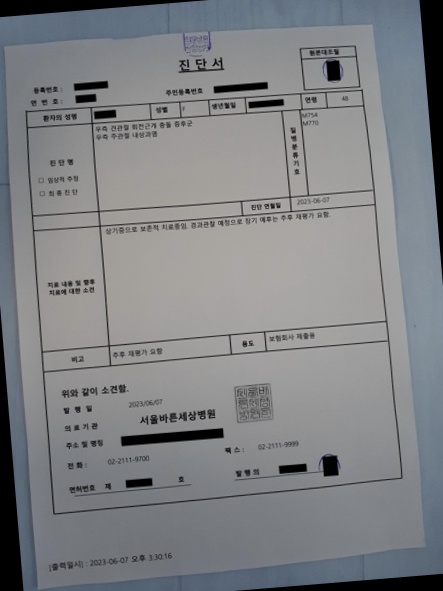 진 단 서
원본대조필
등록번호 :
연 번 호 :
주민등록번호
환자의 성명 성별 F 생년월일 연령 48
진 단 명
□ 임상적 추정
□ 최 종 진 단
우측 견관절 회전근개 충돌 증후군
우측 주관절 내상과염
질병분류기호
M754
M770
진단 연월일 2023-06-07
치료 내용 및 향후
치료에 대한 소견
상기증으로 보존적 치료중임. 경과관찰 예정으로 장기 예후는 추후 재평가 요함.
비고 추후 재평가 요함 용도 보험회사 제출용
위와 같이 소견함.
발 행 일 2023/06/07
의 료 기 관 서울바른세상병원
주소 및 명칭
전 화 : 02-2111-9700 팩 스 : 02-2111-9999
면허번호 제 호 발 행 의
[출력일시] : 2023-06-07 오후 3:30:16